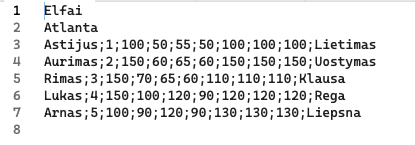 1 Elfai
2 Atlanta
3 Astijus;1;100;50;55;50;100;100;100;Lietimas
4 Aurimas;2;150;60;65;60;150;150;150;Uostymas
5 Rimas;3;150;70;65;60;110;110;110;Klausa
6 Lukas;4;150;100;120;90;120;120;120;Rega
7 Arnas;5;100;90;120;90;130;130;130;Liepsna
8